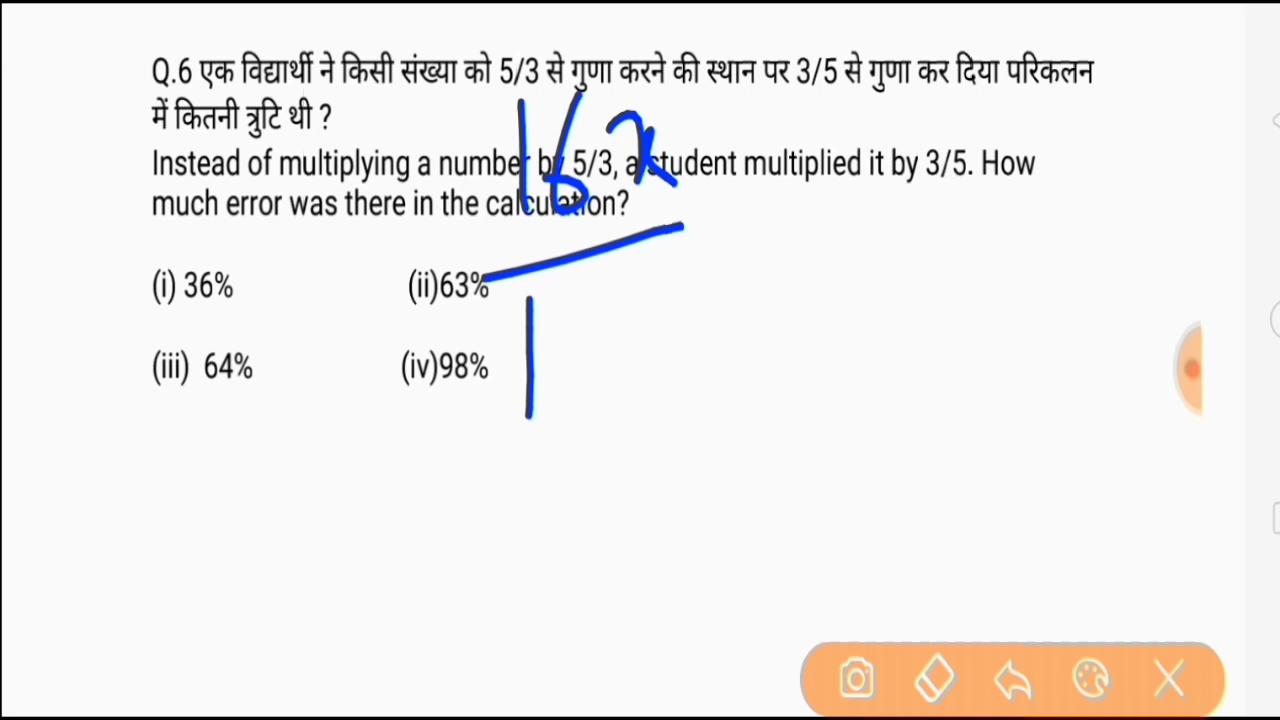 Q.6 एक विद्यार्थी ने किसी संख्या को 5/3 से गुणा करने की स्थान पर 3/5 से गुणा कर दिया परिकलन
में कितनी त्रुटि थी ?
Instead of multiplying a number by 5/3, a student multiplied it by 3/5. How
much error was there in the calculation?
16x
(i) 36% (ii)63%
1
(iii) 64% (iv)98%